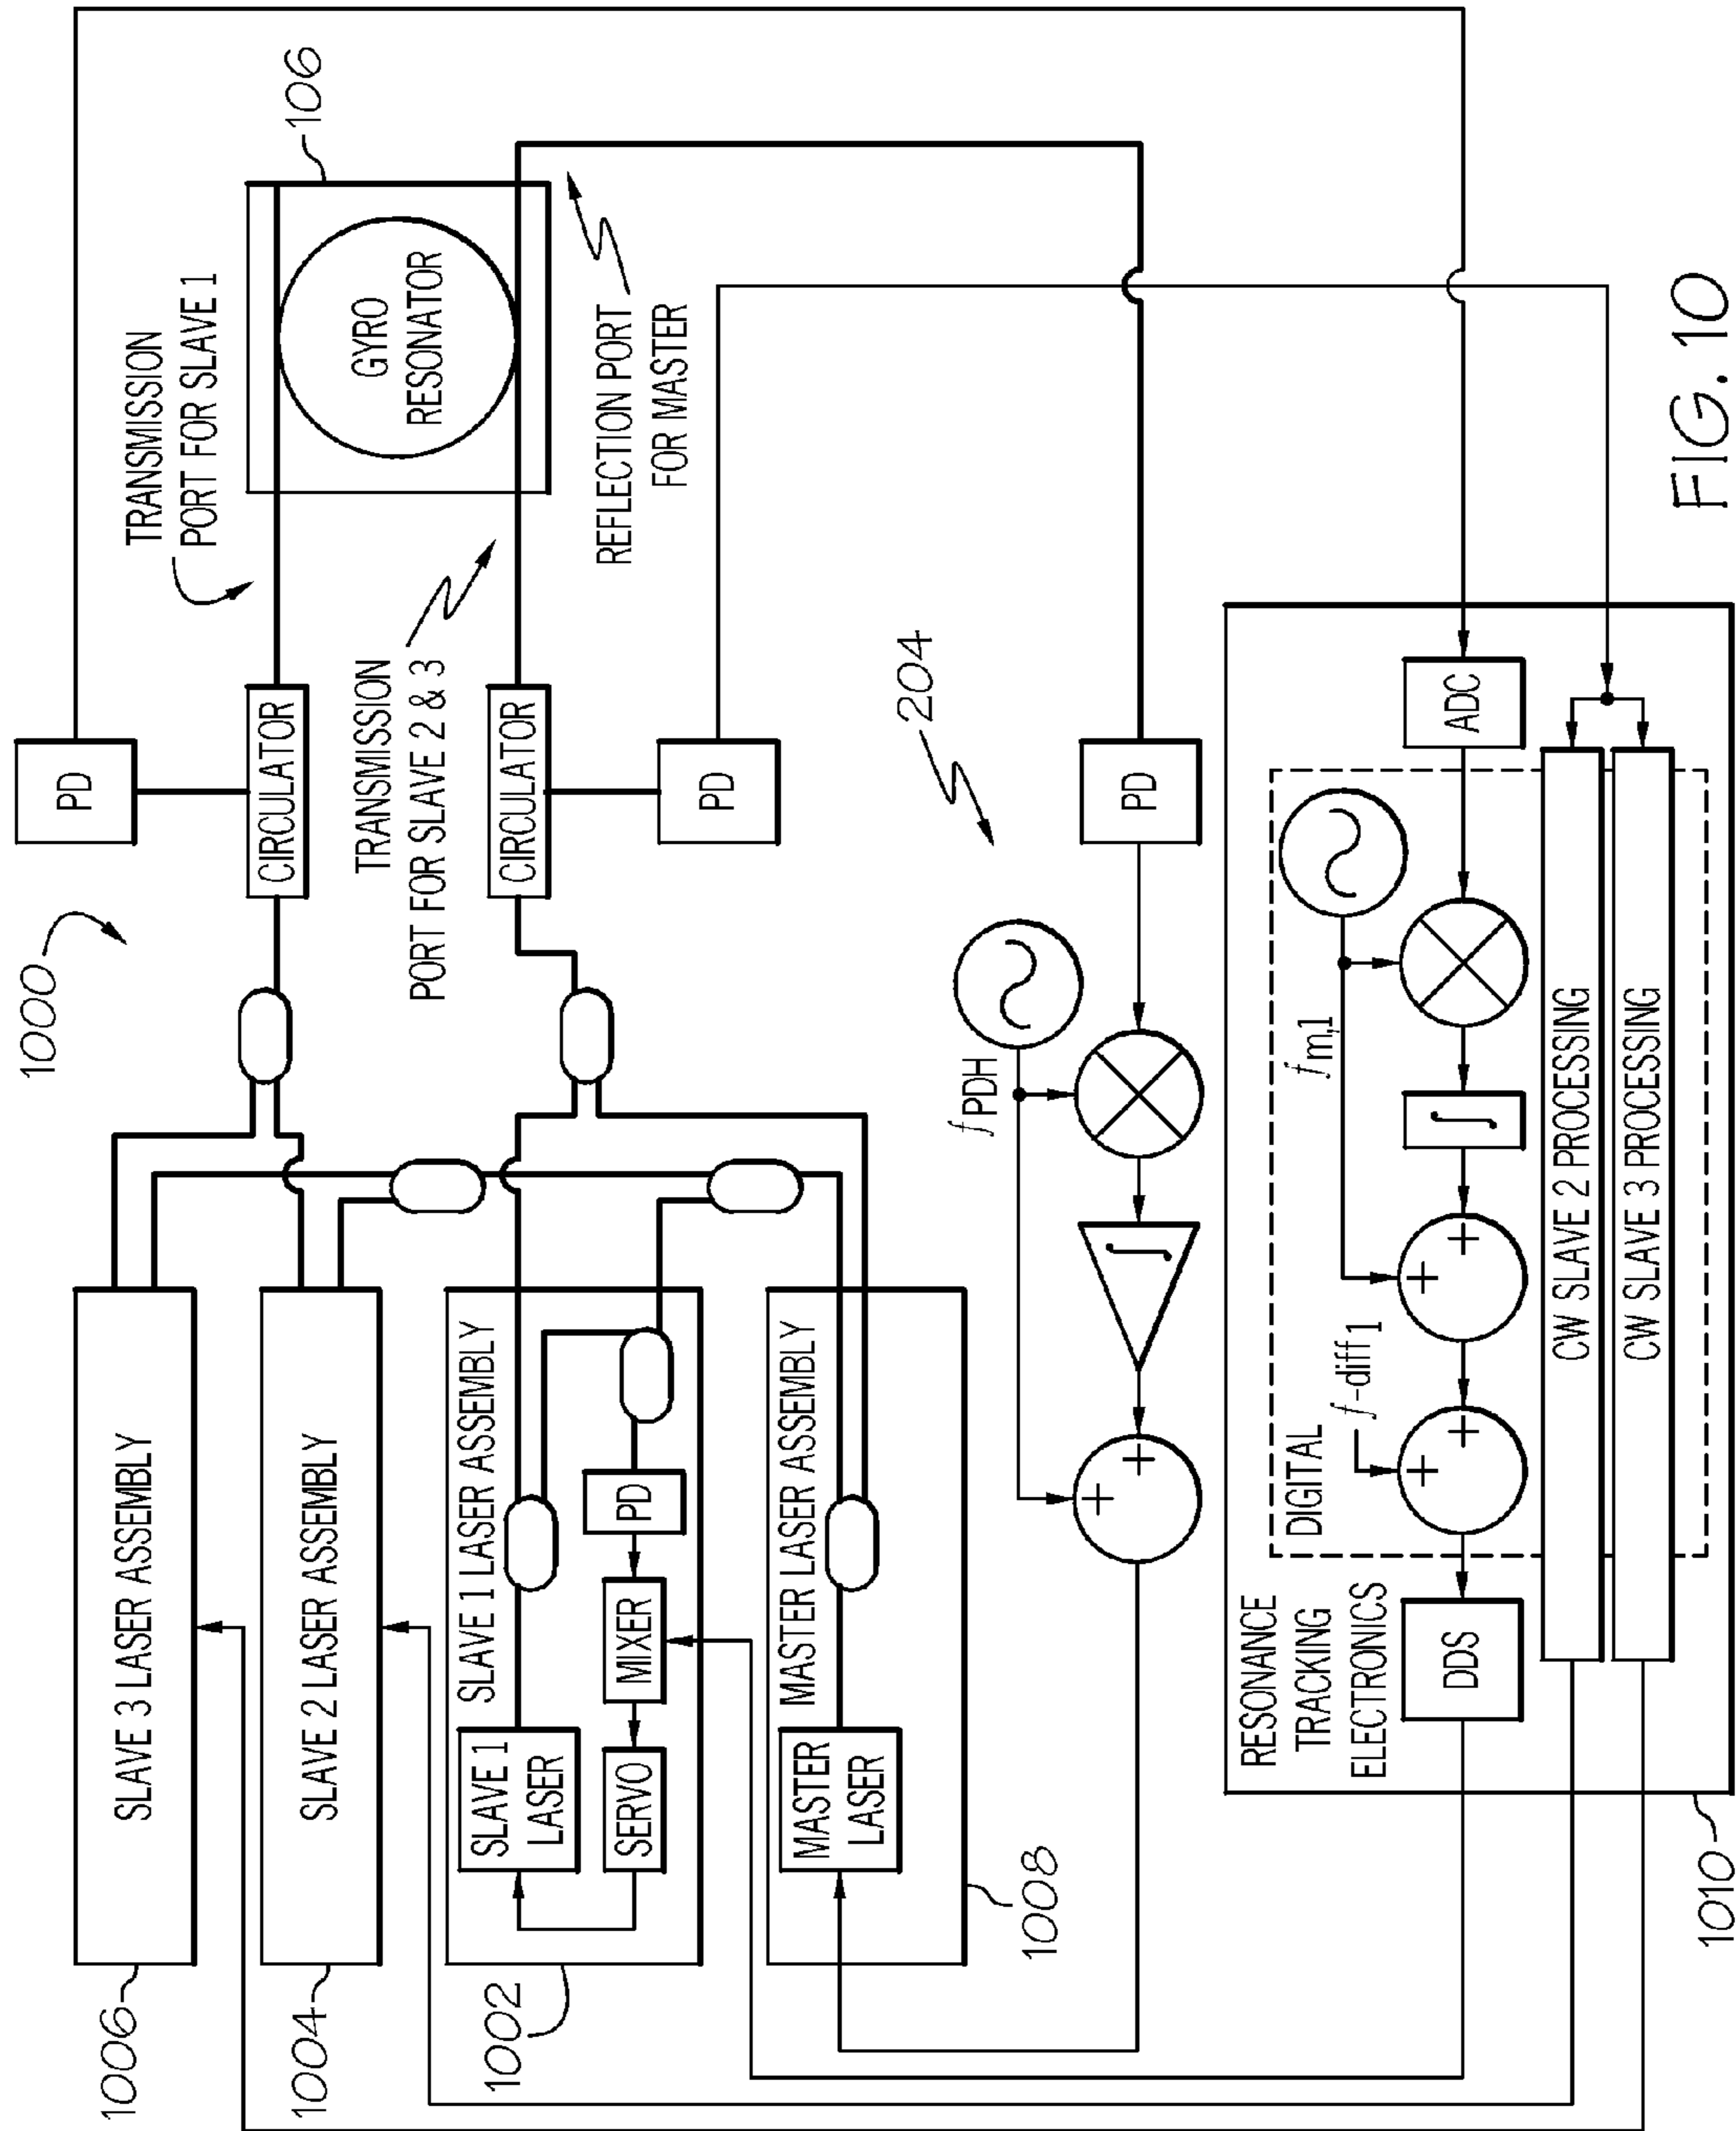 1000
PD
CIRCULATOR
TRANSMISSION
PORT FOR SLAVE 1
106
GYRO
RESONATOR
TRANSMISSION
PORT FOR SLAVE 2 & 3
CIRCULATOR
PD
REFLECTION PORT
FOR MASTER
1006
SLAVE 3 LASER ASSEMBLY
1004
SLAVE 2 LASER ASSEMBLY
1002
SLAVE 1 LASER ASSEMBLY
SLAVE 1
LASER
SERVO
MIXER
PD
MASTER LASER ASSEMBLY
MASTER
LASER
1008
204
fPDH
PD
∫
+
+
RESONANCE
TRACKING
ELECTRONICS
DIGITAL
f-diff1
fm,1
DDS
+
+
+
+
∫
ADC
CW SLAVE 2 PROCESSING
CW SLAVE 3 PROCESSING
1010
FIG. 10